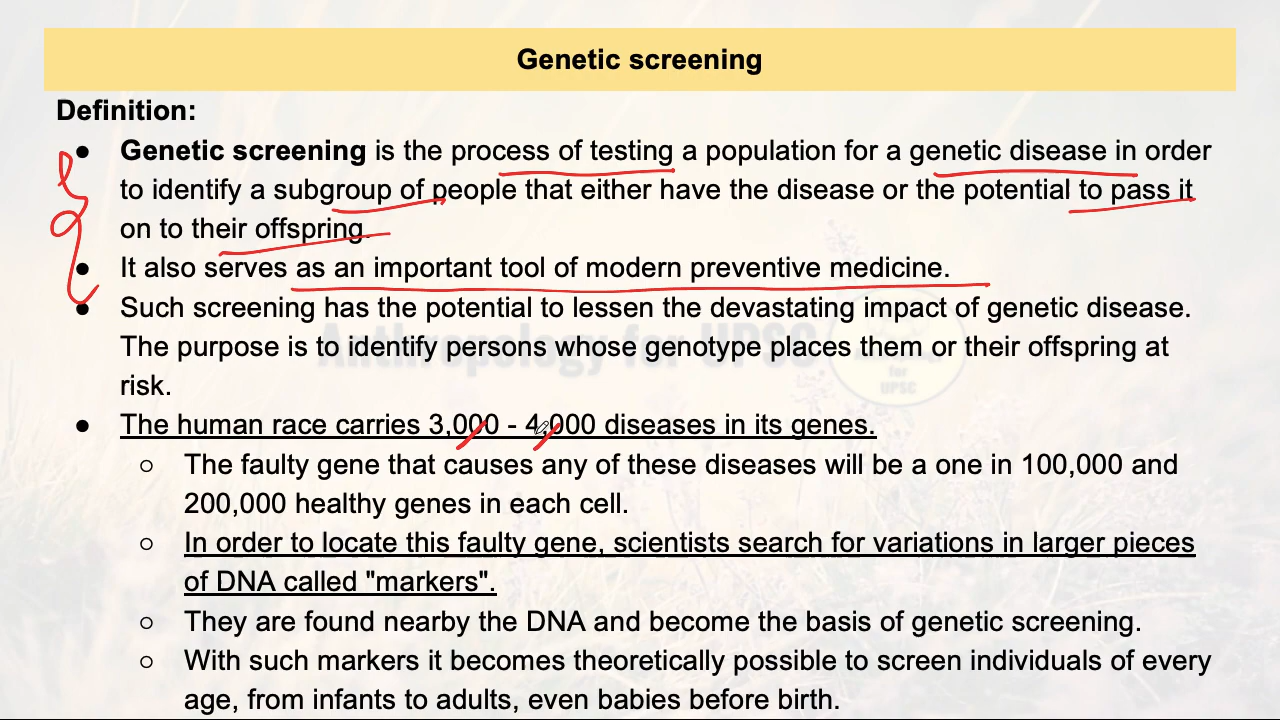 Genetic screening
Definition:
● Genetic screening is the process of testing a population for a genetic disease in order
to identify a subgroup of people that either have the disease or the potential to pass it
on to their offspring.
● It also serves as an important tool of modern preventive medicine.
● Such screening has the potential to lessen the devastating impact of genetic disease.
The purpose is to identify persons whose genotype places them or their offspring at
risk.
● The human race carries 3,000 - 4,000 diseases in its genes.
○ The faulty gene that causes any of these diseases will be a one in 100,000 and
200,000 healthy genes in each cell.
○ In order to locate this faulty gene, scientists search for variations in larger pieces
of DNA called "markers".
○ They are found nearby the DNA and become the basis of genetic screening.
○ With such markers it becomes theoretically possible to screen individuals of every
age, from infants to adults, even babies before birth.
Anthropology for UPSC
for
UPSC